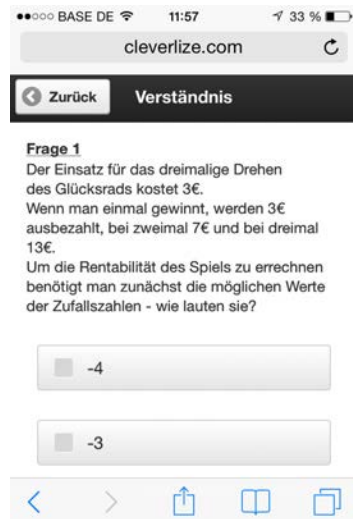 BASE DE 11:57 33 %
cleverlize.com
Zurück Verständnis
Frage 1
Der Einsatz für das dreimalige Drehen
des Glücksrads kostet 3€.
Wenn man einmal gewinnt, werden 3€
ausbezahlt, bei zweimal 7€ und bei dreimal
13€.
Um die Rentabilität des Spiels zu errechnen
benötigt man zunächst die möglichen Werte
der Zufallszahlen - wie lauten sie?
-4
-3